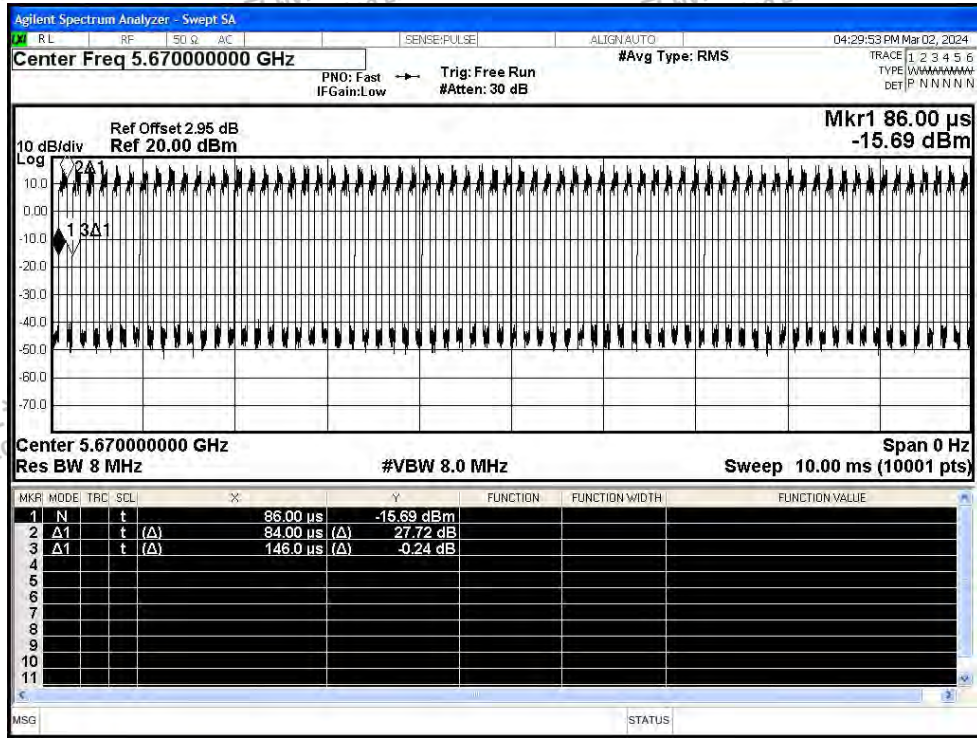 Agilent Spectrum Analyzer - Swept SA
LXI RL RF 50 Ω AC SENSE:PULSE ALIGN AUTO 04:29:53 PM Mar 02, 2024
Center Freq 5.670000000 GHz #Avg Type: RMS TRACE 1 2 3 4 5 6
PNO: Fast Trig: Free Run TYPE WWWWWW
IFGain:Low #Atten: 30 dB DET P N N N N N
Mkr1 86.00 µs
-15.69 dBm
Ref Offset 2.95 dB
10 dB/div Ref 20.00 dBm
Log
2Δ1
10.0
0.00
1 3Δ1
-10.0
-20.0
-30.0
-40.0
-50.0
-60.0
-70.0
Center 5.670000000 GHz Span 0 Hz
Res BW 8 MHz #VBW 8.0 MHz Sweep 10.00 ms (10001 pts)
MKR MODE TRC SCL X Y FUNCTION FUNCTION WIDTH FUNCTION VALUE
1 N t 86.00 µs -15.69 dBm
2 Δ1 t (Δ) 84.00 µs (Δ) 27.72 dB
3 Δ1 t (Δ) 146.0 µs (Δ) -0.24 dB
4
5
6
7
8
9
10
11
MSG STATUS